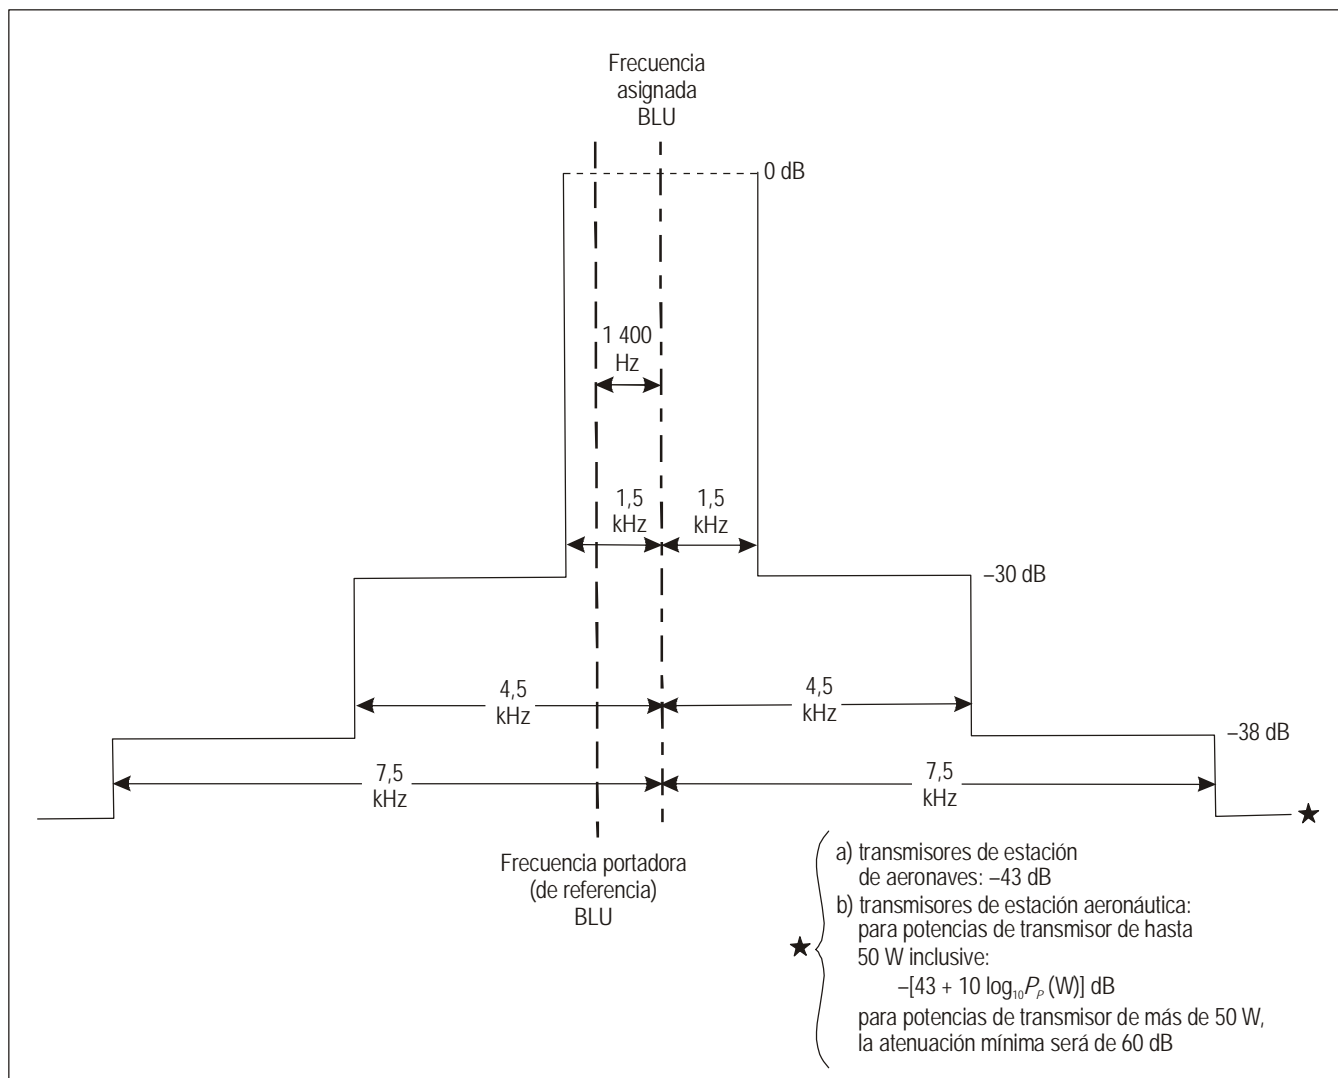 Frecuencia
asignada
BLU
0 dB
1 400
Hz
1,5
kHz
1,5
kHz
–30 dB
4,5
kHz
4,5
kHz
–38 dB
7,5
kHz
7,5
kHz
★
Frecuencia portadora
(de referencia)
BLU
★
a) transmisores de estación
de aeronaves: –43 dB
b) transmisores de estación aeronáutica:
para potencias de transmisor de hasta
50 W inclusive:
–[43 + 10 log₁₀Pₚ (W)] dB
para potencias de transmisor de más de 50 W,
la atenuación mínima será de 60 dB